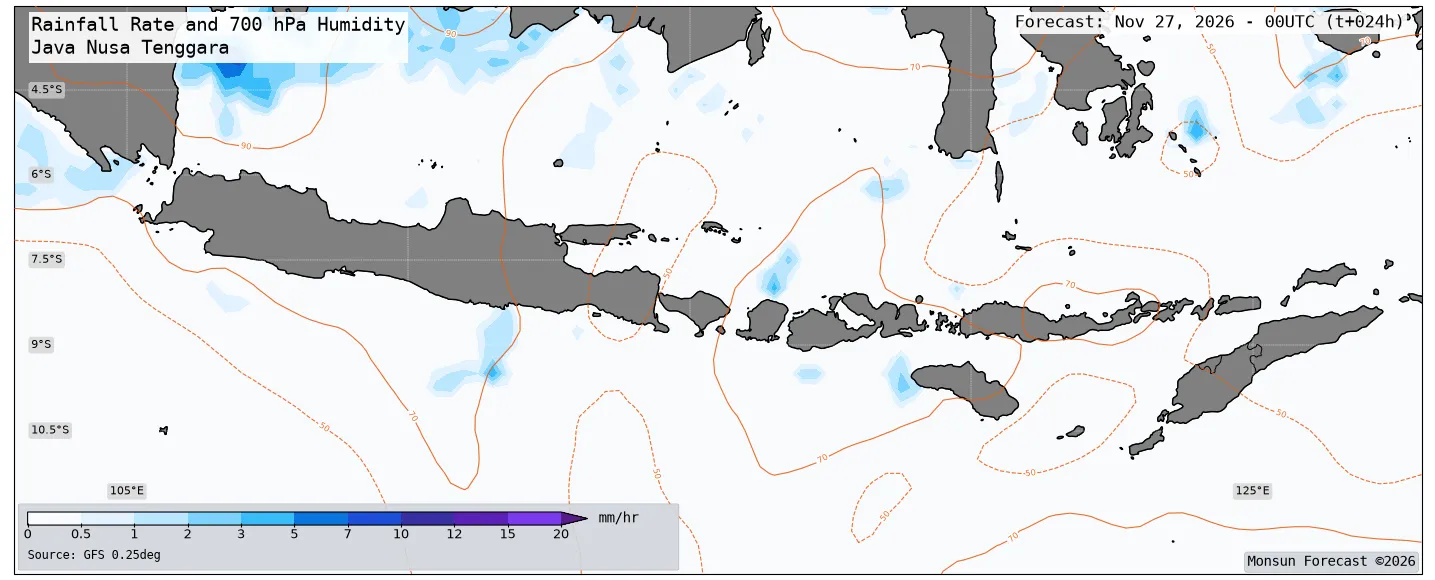 Rainfall Rate and 700 hPa Humidity
Java Nusa Tenggara
Forecast: Nov 27, 2026 - 00UTC (t+024h)
90
70
50
70
4.5°S
90
6°S
50
7.5°S
50
70
9°S
70
50
50
10.5°S
70
50
50
105°E
125°E
50
70
mm/hr
0 0.5 1 2 3 5 7 10 12 15 20
Source: GFS 0.25deg
Monsun Forecast ©2026